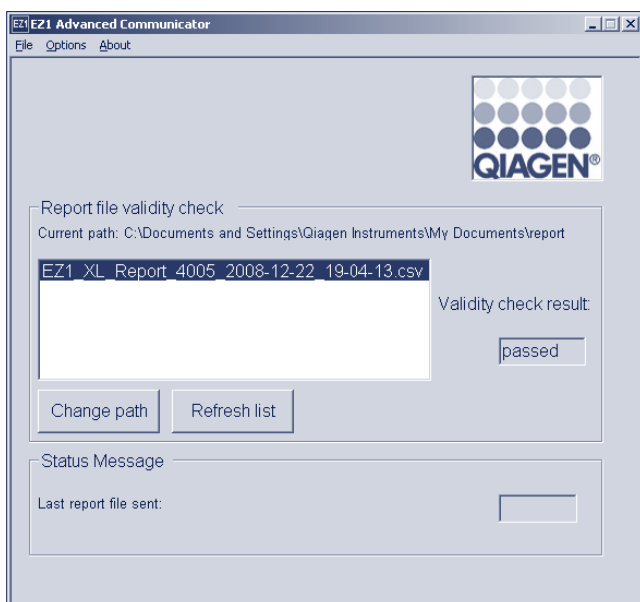 EZ1 EZ1 Advanced Communicator
File Options About
QIAGEN®
Report file validity check
Current path: C:\Documents and Settings\Qiagen Instruments\My Documents\report
EZ1_XL_Report_4005_2008-12-22_19-04-13.csv
Validity check result:
passed
Change path Refresh list
Status Message
Last report file sent: